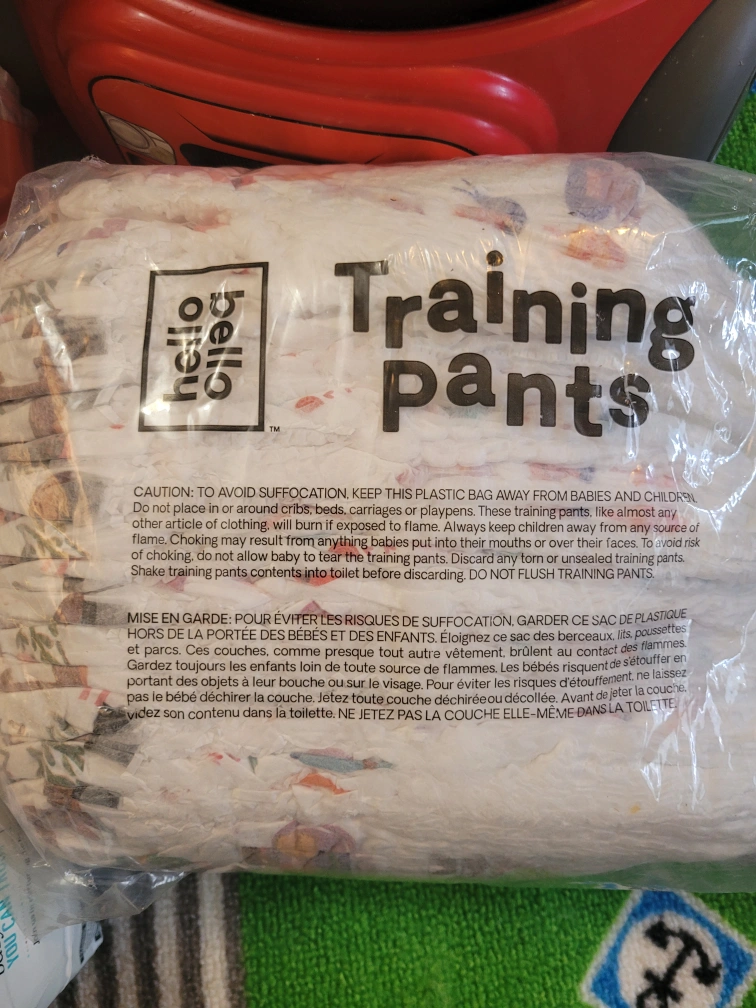 hello
bello
™
Training
pants
CAUTION: TO AVOID SUFFOCATION, KEEP THIS PLASTIC BAG AWAY FROM BABIES AND CHILDREN.
Do not place in or around cribs, beds, carriages or playpens. These training pants, like almost any
other article of clothing, will burn if exposed to flame. Always keep children away from any source of
flame. Choking may result from anything babies put into their mouths or over their faces. To avoid risk
of choking, do not allow baby to tear the training pants. Discard any torn or unsealed training pants.
Shake training pants contents into toilet before discarding. DO NOT FLUSH TRAINING PANTS.
MISE EN GARDE: POUR ÉVITER LES RISQUES DE SUFFOCATION, GARDER CE SAC DE PLASTIQUE
HORS DE LA PORTÉE DES BÉBÉS ET DES ENFANTS. Éloignez ce sac des berceaux, lits, poussettes
et parcs. Ces couches, comme presque tout autre vêtement, brûlent au contact des flammes.
Gardez toujours les enfants loin de toute source de flammes. Les bébés risquent de s'étouffer en
portant des objets à leur bouche ou sur le visage. Pour éviter les risques d'étouffement, ne laissez
pas le bébé déchirer la couche. Jetez toute couche déchirée ou décollée. Avant de jeter la couche,
videz son contenu dans la toilette. NE JETEZ PAS LA COUCHE ELLE-MÊME DANS LA TOILETTE.
YOU CAN